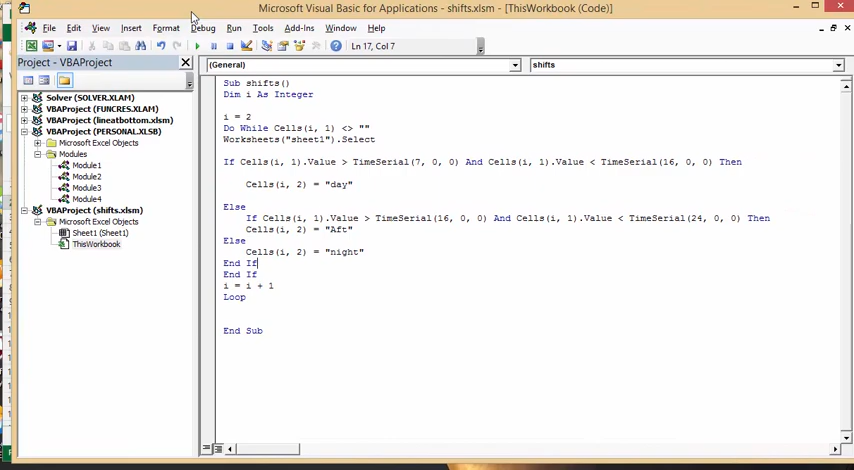 Microsoft Visual Basic for Applications - shifts.xlsm - [ThisWorkbook (Code)]
File Edit View Insert Format Debug Run Tools Add-Ins Window Help
Ln 17, Col 7
Project - VBAProject
(General)
shifts
Solver (SOLVER.XLAM)
VBAProject (FUNCRES.XLAM)
VBAProject (lineatbottom.xlsm)
VBAProject (PERSONAL.XLSB)
Microsoft Excel Objects
Modules
Module1
Module2
Module3
Module4
VBAProject (shifts.xlsm)
Microsoft Excel Objects
Sheet1 (Sheet1)
ThisWorkbook
Sub shifts()
Dim i As Integer
i = 2
Do While Cells(i, 1) <> ""
Worksheets("sheet1").Select
If Cells(i, 1).Value > TimeSerial(7, 0, 0) And Cells(i, 1).Value < TimeSerial(16, 0, 0) Then
Cells(i, 2) = "day"
Else
If Cells(i, 1).Value > TimeSerial(16, 0, 0) And Cells(i, 1).Value < TimeSerial(24, 0, 0) Then
Cells(i, 2) = "Aft"
Else
Cells(i, 2) = "night"
End If
End If
i = i + 1
Loop
End Sub